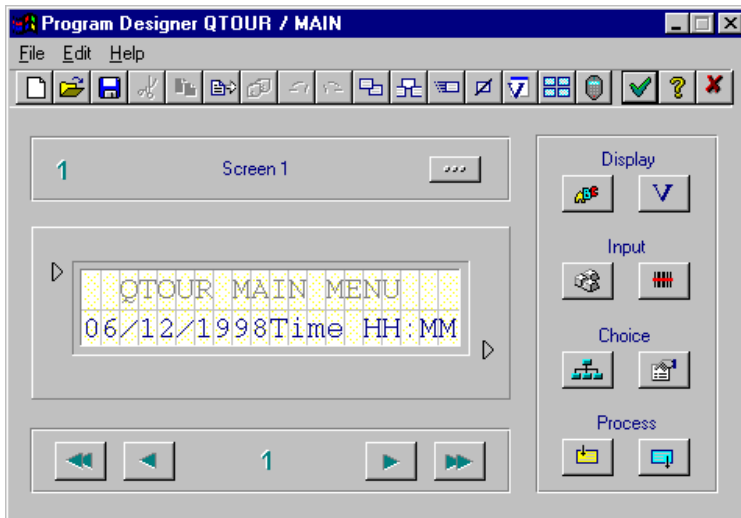 Program Designer QTOUR / MAIN
File Edit Help
1 Screen 1 ...
Display
ABC V
Input
Choice
Process
QTOUR MAIN MENU
06/12/1998Time HH:MM
1